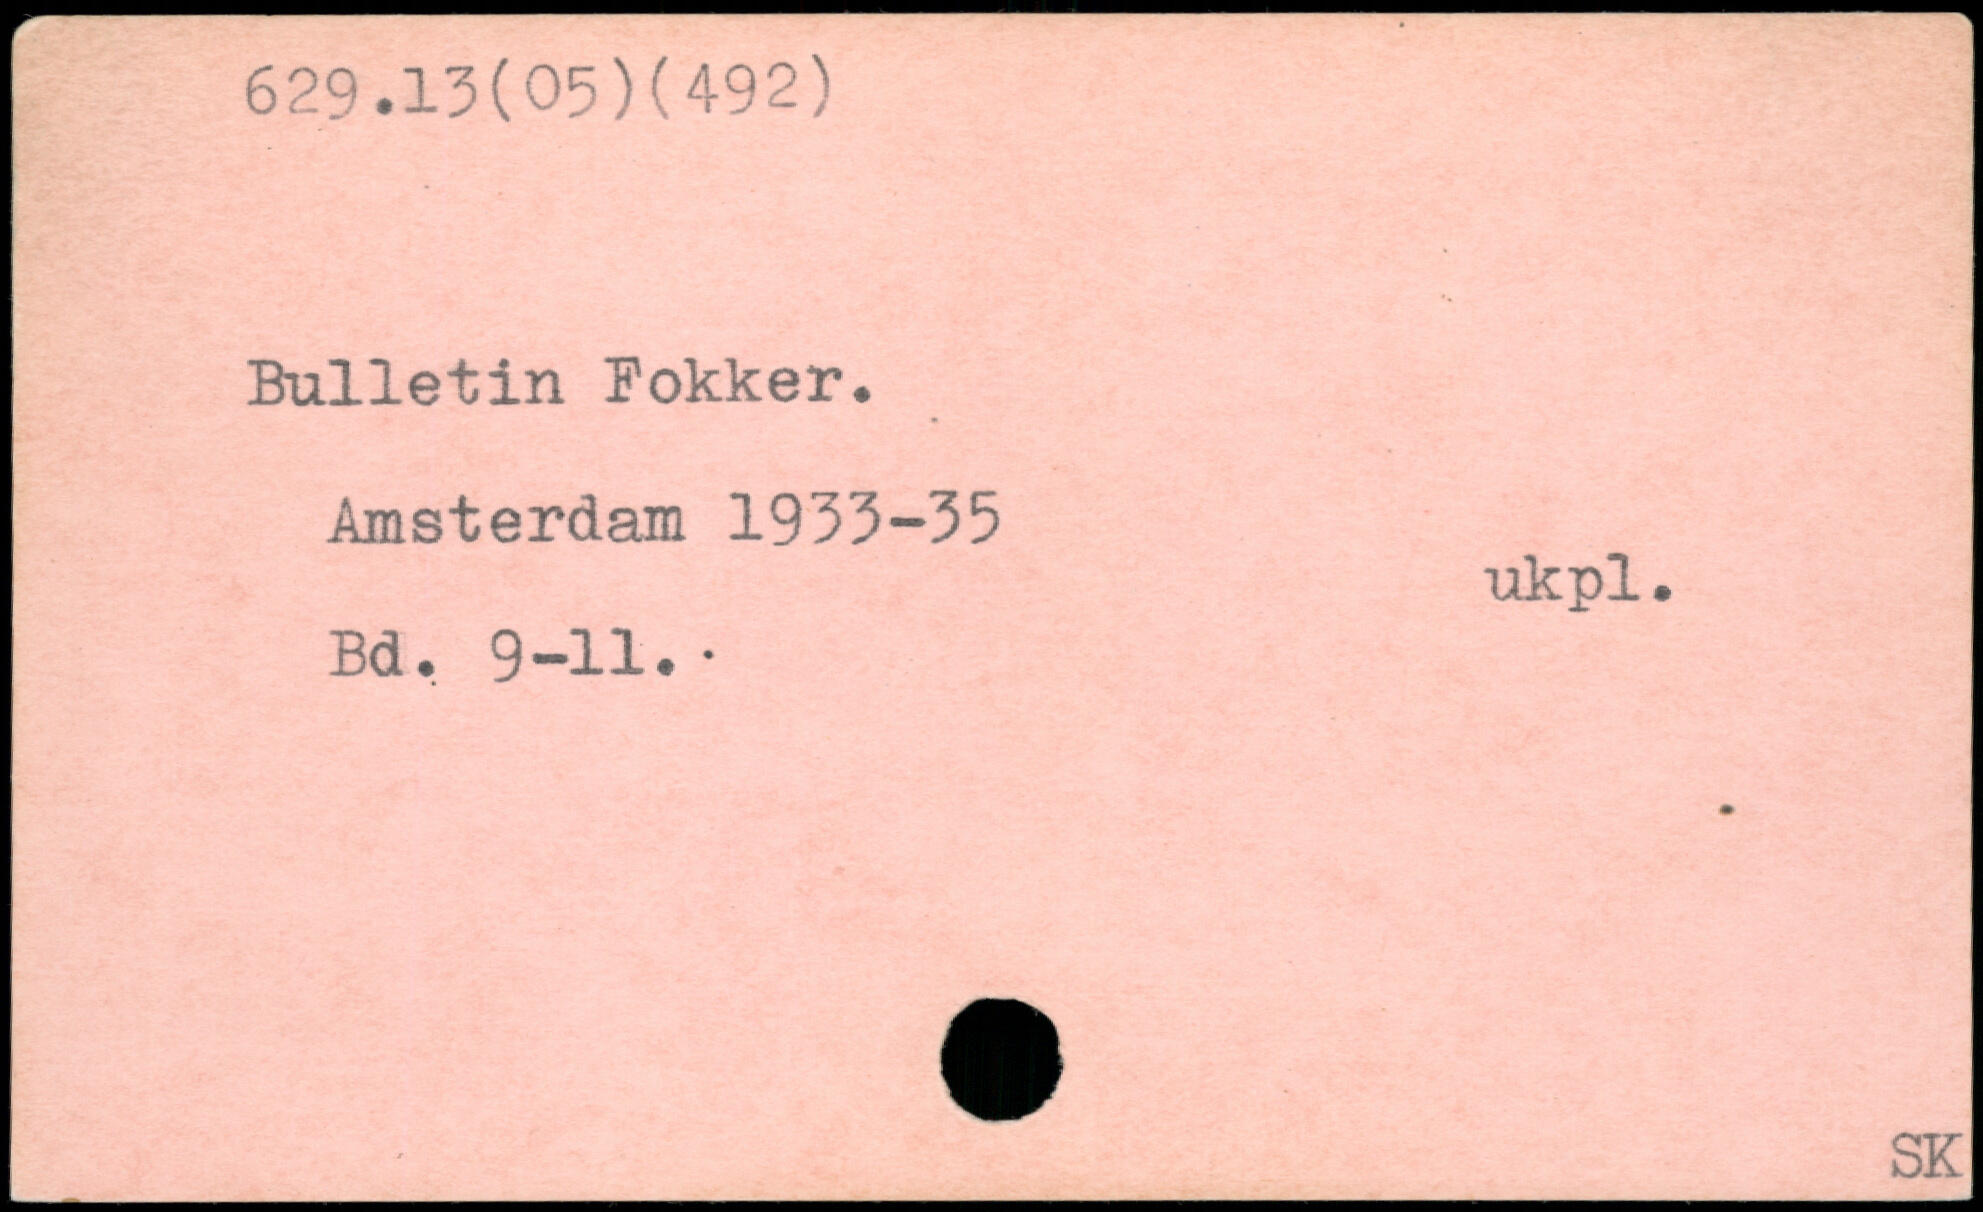 629.13(05)(492)
Bulletin Fokker.
Amsterdam 1933-35
ukpl.
Bd. 9-11.
SK